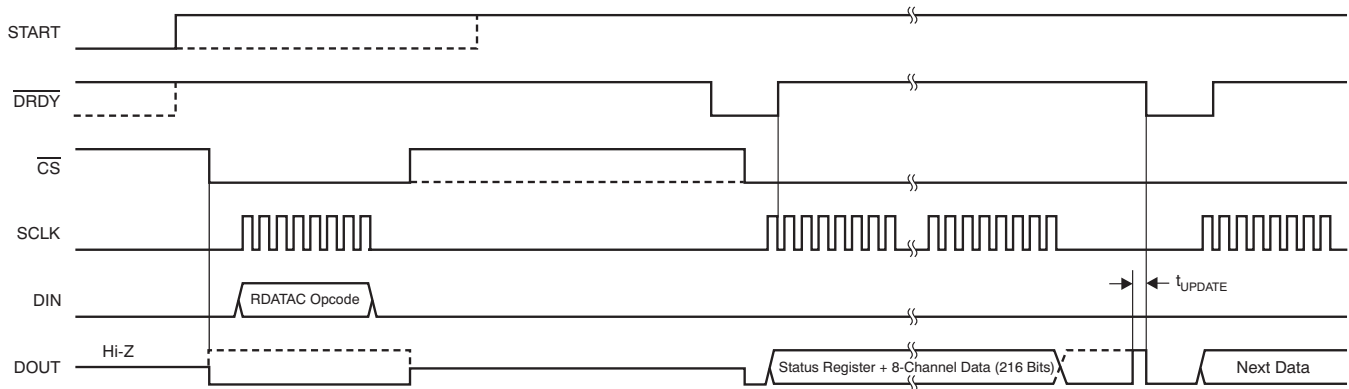 START
DRDY
CS
SCLK
DIN
RDATAC Opcode
tUPDATE
Hi-Z
DOUT
Status Register + 8-Channel Data (216 Bits)
Next Data